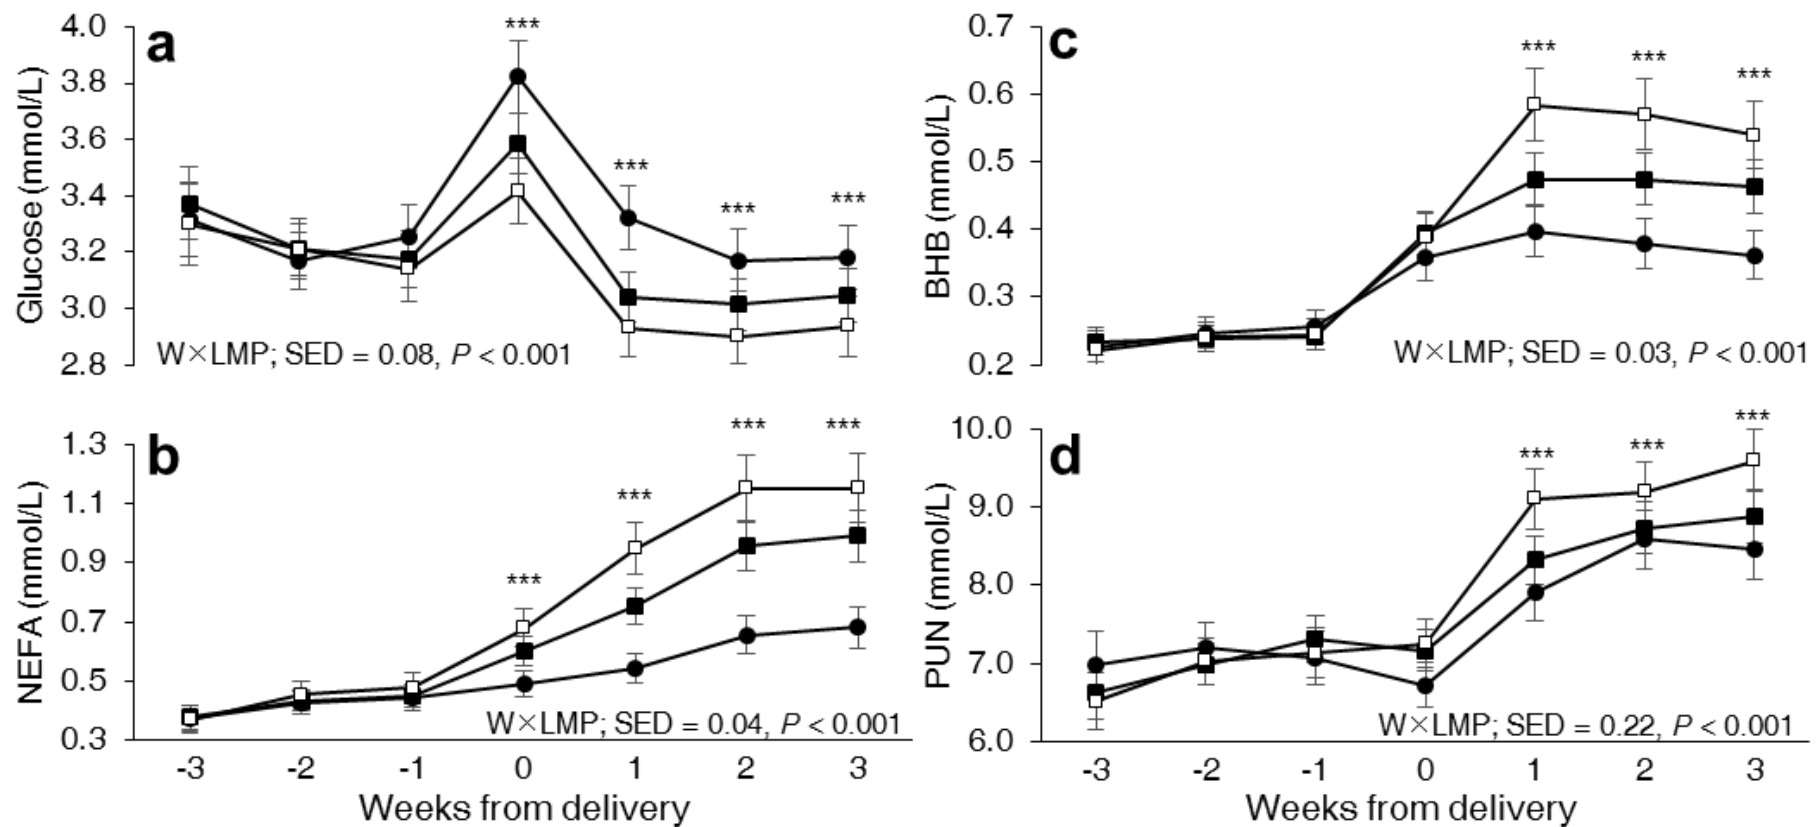 a
***
***
***
***
4.0
3.8
3.6
3.4
3.2
3.0
2.8
Glucose (mmol/L)
W×LMP; SED = 0.08, P < 0.001
b
***
***
***
***
1.3
1.1
0.9
0.7
0.5
0.3
NEFA (mmol/L)
W×LMP; SED = 0.04, P < 0.001
-3 -2 -1 0 1 2 3
Weeks from delivery
c
***
***
***
0.7
0.6
0.5
0.4
0.3
0.2
BHB (mmol/L)
W×LMP; SED = 0.03, P < 0.001
d
***
***
***
10.0
9.0
8.0
7.0
6.0
PUN (mmol/L)
W×LMP; SED = 0.22, P < 0.001
-3 -2 -1 0 1 2 3
Weeks from delivery